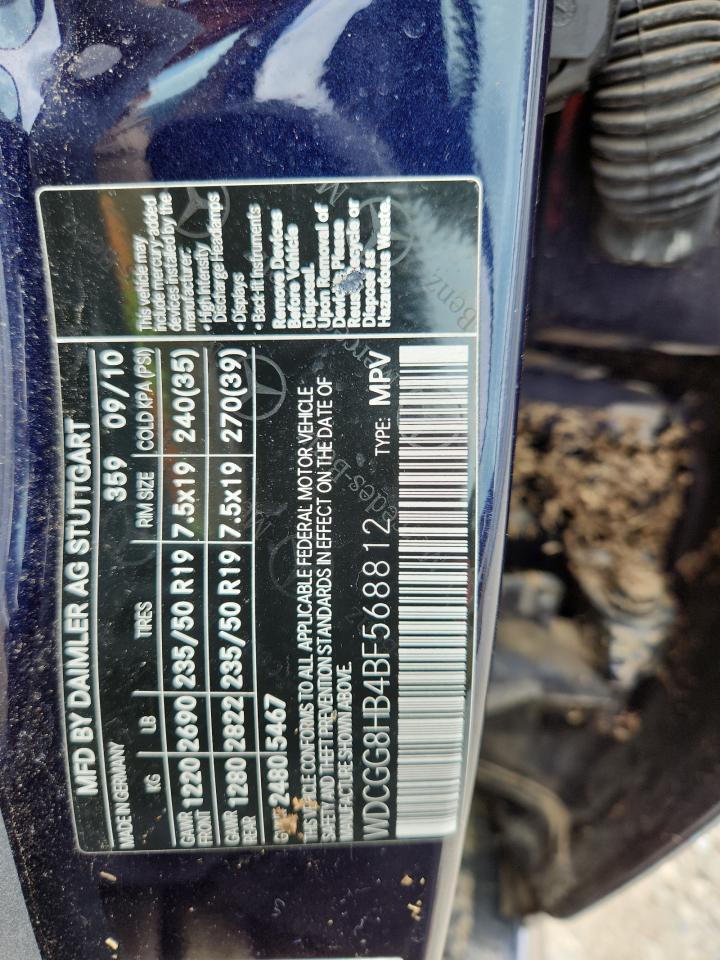 MFD BY DAIMLER AG STUTTGART
MADE IN GERMANY 359 09/10
KG LB TIRES RIM SIZE COLD KPA (PSI)
GAWR FRONT 1220 2690 235/50 R19 7.5x19 240(35)
GAWR REAR 1280 2822 235/50 R19 7.5x19 270(39)
2480 5467
THIS VEHICLE CONFORMS TO ALL APPLICABLE FEDERAL MOTOR VEHICLE
SAFETY AND THEFT PREVENTION STANDARDS IN EFFECT ON THE DATE OF
MANUFACTURE SHOWN ABOVE.
TYPE: MPV
WDCGG8HB4BF568812
This vehicle may
include mercury-added
devices installed by the
manufacturer:
• High Intensity
Discharge Headlamps
• Displays
• Back-lit Instruments
Remove Devices
Before Vehicle
Disposal.
Upon Removal of
Devices Please
Reuse, Recycle or
Dispose as
Hazardous Waste.